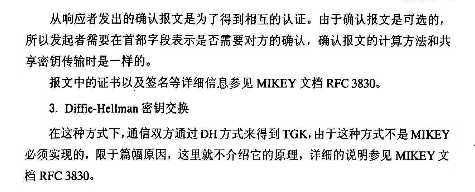 从响应者发出的确认报文是为了得到相互的认证。由于确认报文是可选的，
所以发起者需要在首部字段表示是否需要对方的确认，确认报文的计算方法和共
享密钥传输时是一样的。
报文中的证书以及签名等详细信息参见 MIKEY 文档 RFC 3830。
3. Diffie-Hellman 密钥交换
在这种方式下，通信双方通过 DH 方式来得到 TGK，由于这种方式不是 MIKEY
必须实现的，限于篇幅原因，这里就不介绍它的原理，详细的说明参见 MIKEY 文
档 RFC 3830。